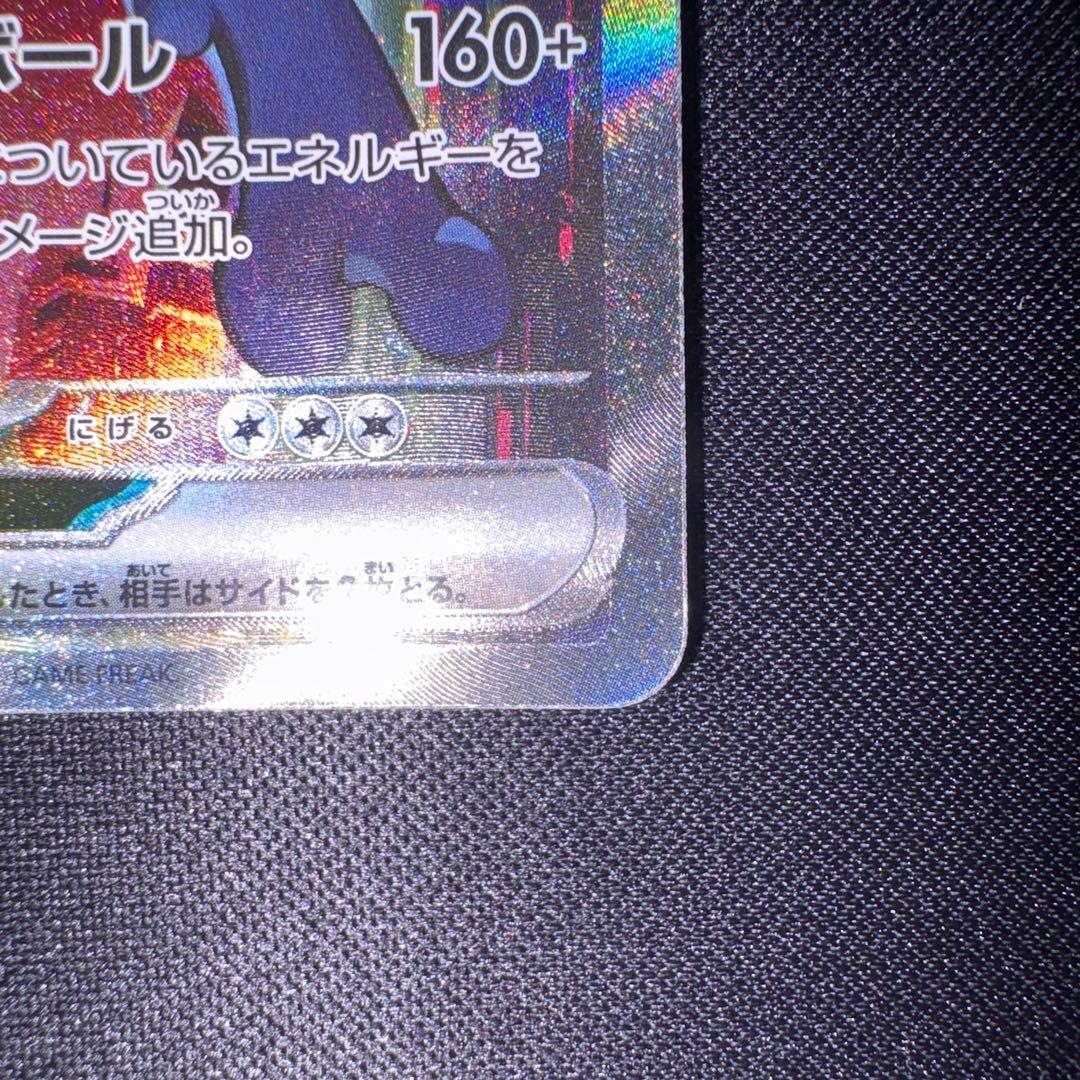 ボール 160+
ついているエネルギーを
メージ追加。
ついか
にげる
たとき、相手はサイドを 枚とる。
あいて まい
GAME FREAK